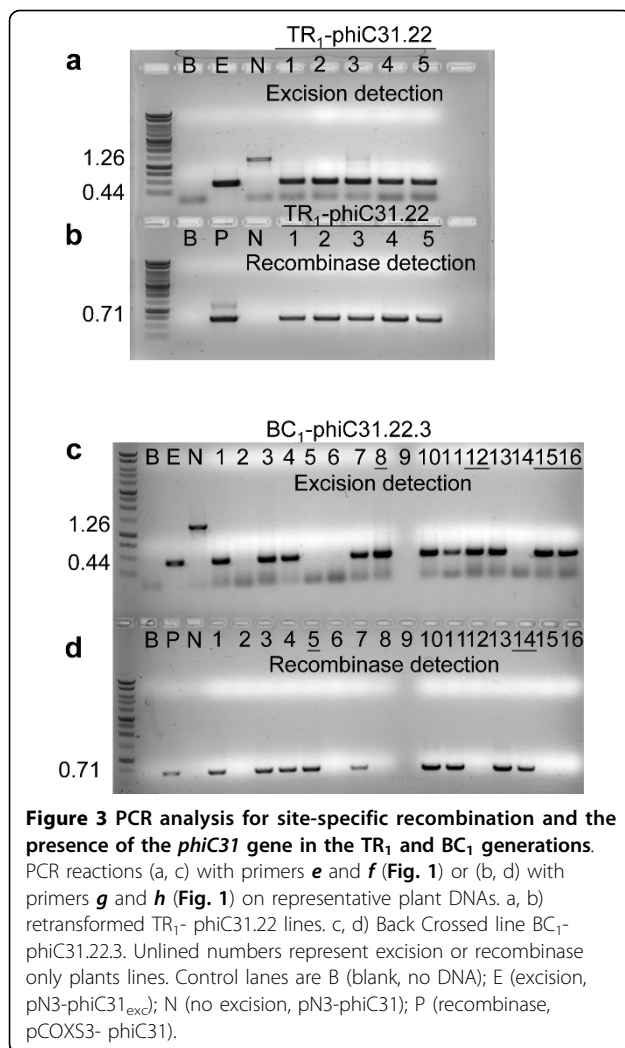 TR1-phiC31.22
a
B E N 1 2 3 4 5
Excision detection
1.26
0.44
TR1-phiC31.22
b
B P N 1 2 3 4 5
Recombinase detection
0.71
BC1-phiC31.22.3
c
B E N 1 2 3 4 5 6 7 8 9 10 11 12 13 14 15 16
Excision detection
1.26
0.44
d
B P N 1 2 3 4 5 6 7 8 9 10 11 12 13 14 15 16
Recombinase detection
0.71
Figure 3 PCR analysis for site-specific recombination and the
presence of the phiC31 gene in the TR1 and BC1 generations.
PCR reactions (a, c) with primers e and f (Fig. 1) or (b, d) with
primers g and h (Fig. 1) on representative plant DNAs. a, b)
retransformed TR1- phiC31.22 lines. c, d) Back Crossed line BC1-
phiC31.22.3. Unlined numbers represent excision or recombinase
only plants lines. Control lanes are B (blank, no DNA); E (excision,
pN3-phiC31exc); N (no excision, pN3-phiC31); P (recombinase,
pCOXS3- phiC31).